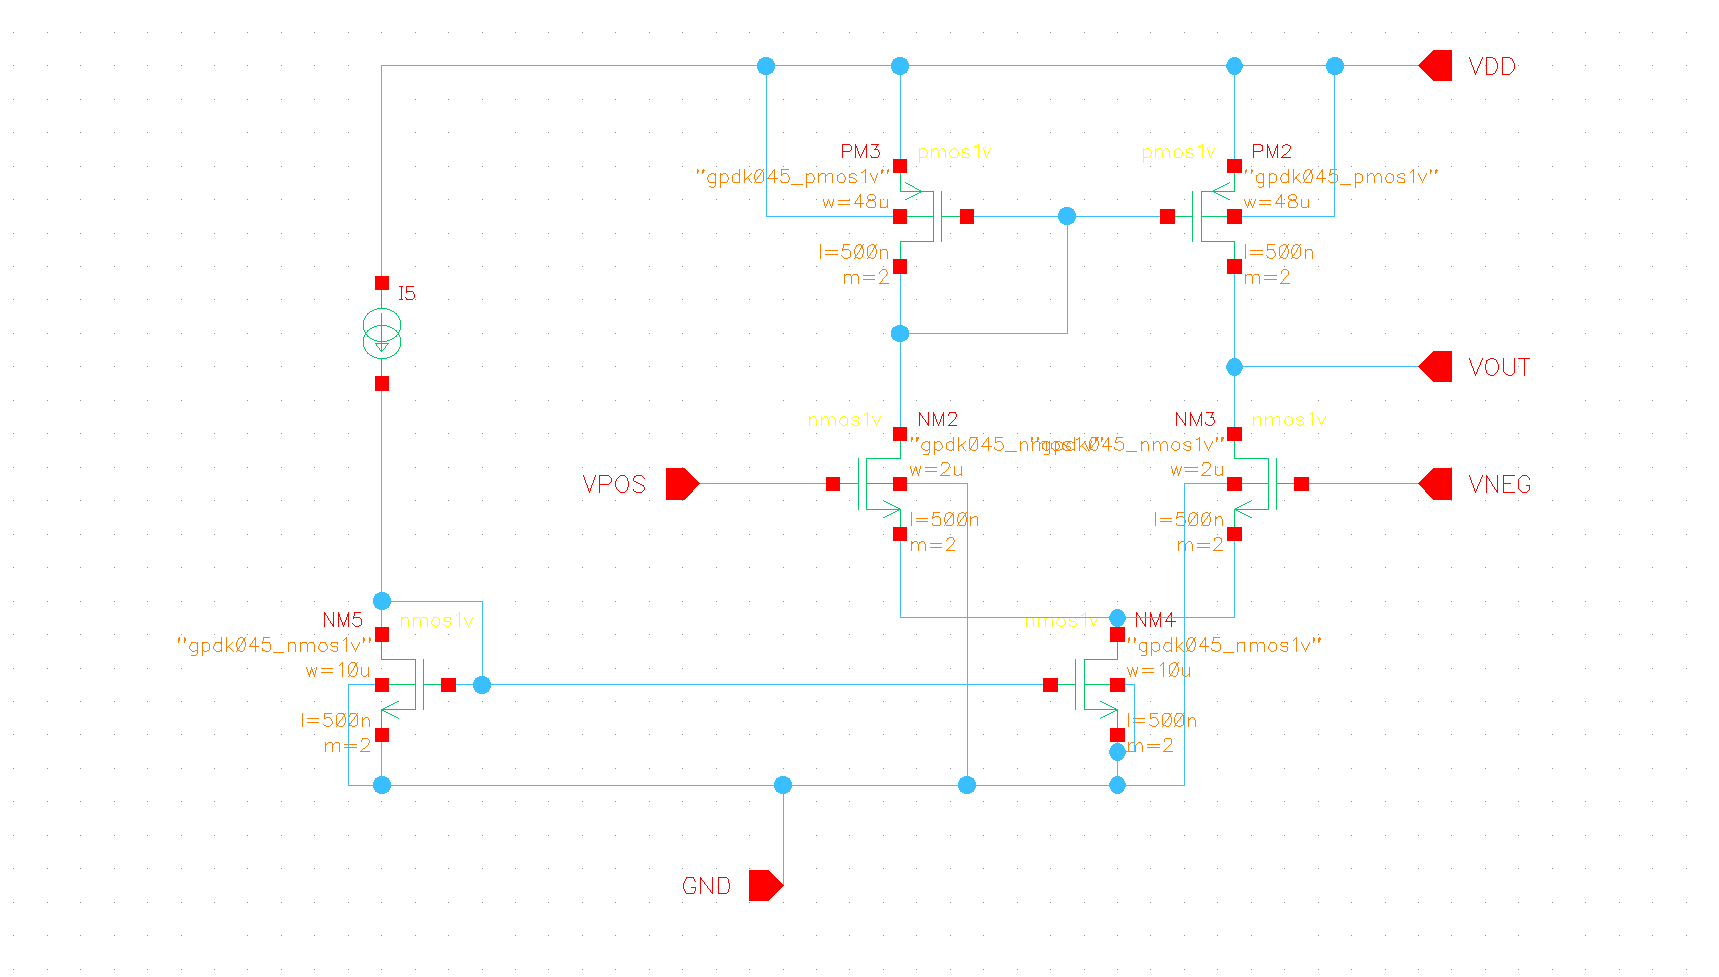 VDD
PM3 pmos1v
pmos1v PM2
"gpdk045_pmos1v"
"gpdk045_pmos1v"
w=48u
w=48u
l=500n
l=500n
m=2
m=2
I5
VOUT
nmos1v NM2
NM3 nmos1v
"gpdk045_nmos1v"
"gpdk045_nmos1v"
w=2u
w=2u
VPOS
VNEG
l=500n
l=500n
m=2
m=2
NM5 nmos1v
nmos1v NM4
"gpdk045_nmos1v"
"gpdk045_nmos1v"
w=10u
w=10u
l=500n
l=500n
m=2
m=2
GND